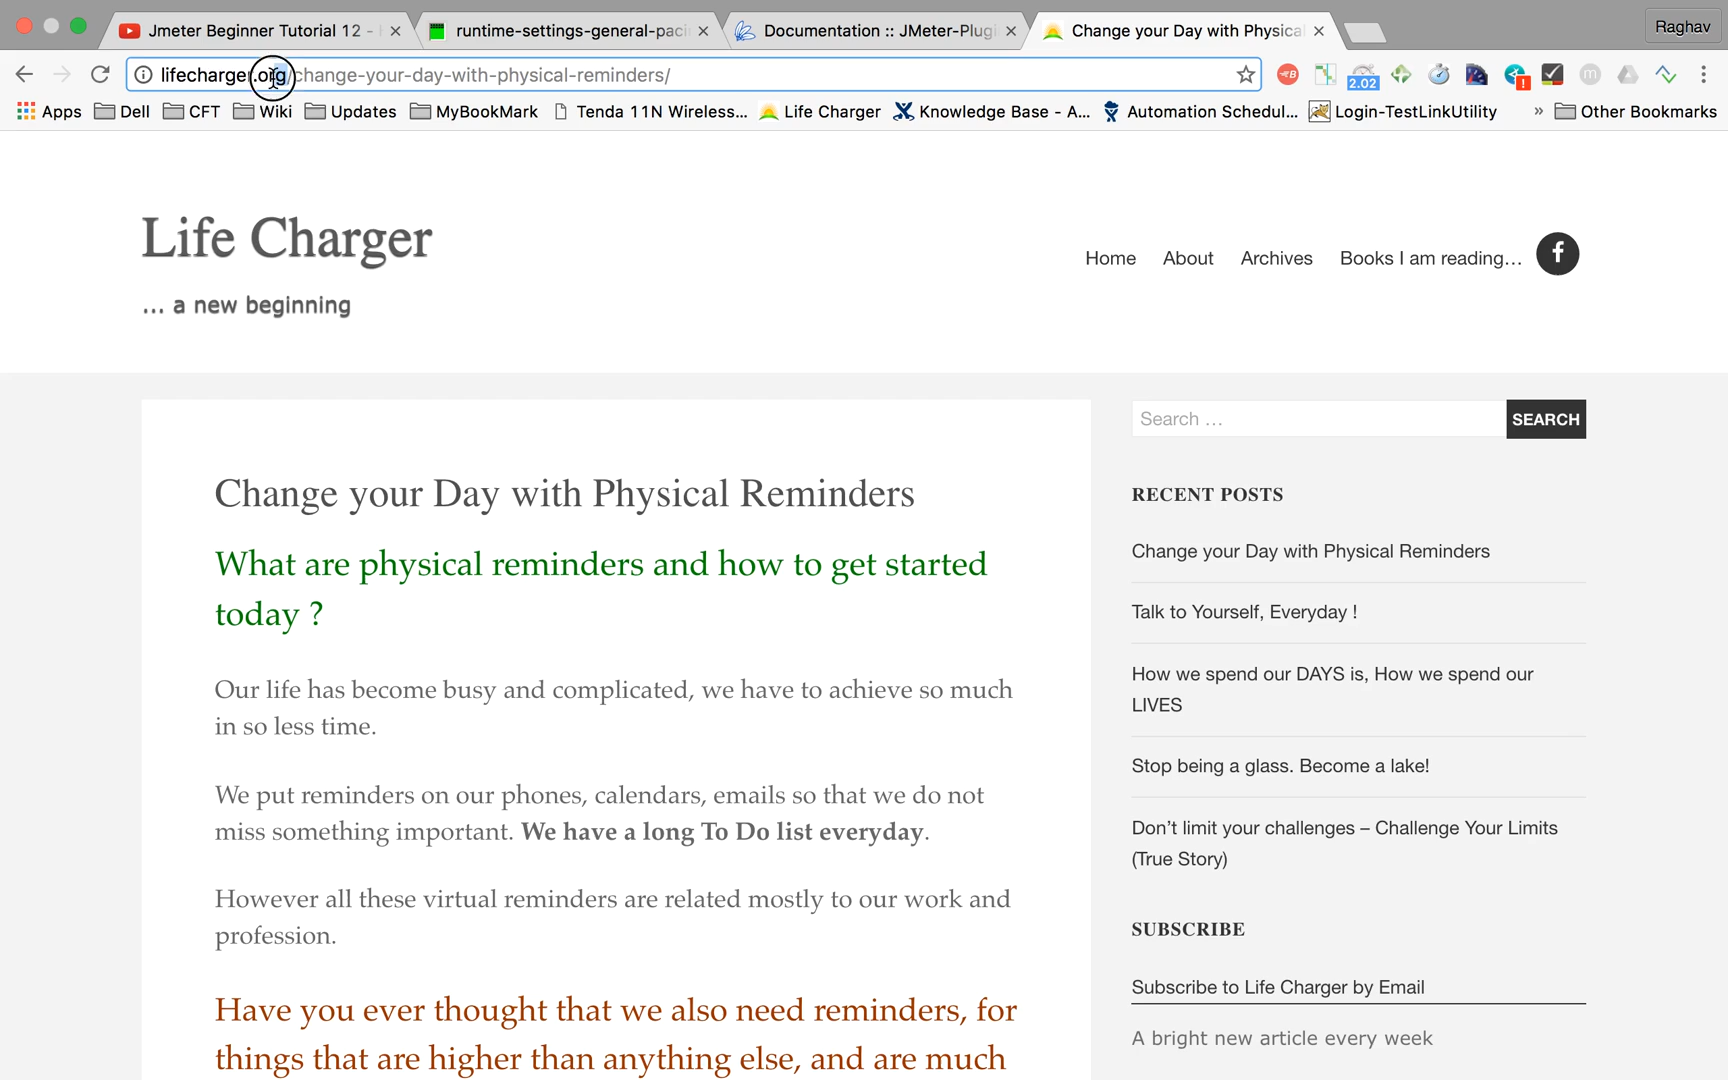 Jmeter Beginner Tutorial 12 -
runtime-settings-general-paci
Documentation :: JMeter-Plugi
Change your Day with Physica
Raghav
lifecharger.org/change-your-day-with-physical-reminders/
2.02
Apps
Dell
CFT
Wiki
Updates
MyBookMark
Tenda 11N Wireless...
Life Charger
Knowledge Base - A...
Automation Schedul...
Login-TestLinkUtility
»
Other Bookmarks
Life Charger
... a new beginning
Home
About
Archives
Books I am reading...
Search ...
SEARCH
Change your Day with Physical Reminders
What are physical reminders and how to get started
today ?
Our life has become busy and complicated, we have to achieve so much
in so less time.
We put reminders on our phones, calendars, emails so that we do not
miss something important. We have a long To Do list everyday.
However all these virtual reminders are related mostly to our work and
profession.
Have you ever thought that we also need reminders, for
things that are higher than anything else, and are much
RECENT POSTS
Change your Day with Physical Reminders
Talk to Yourself, Everyday !
How we spend our DAYS is, How we spend our
LIVES
Stop being a glass. Become a lake!
Don’t limit your challenges – Challenge Your Limits
(True Story)
SUBSCRIBE
Subscribe to Life Charger by Email
A bright new article every week